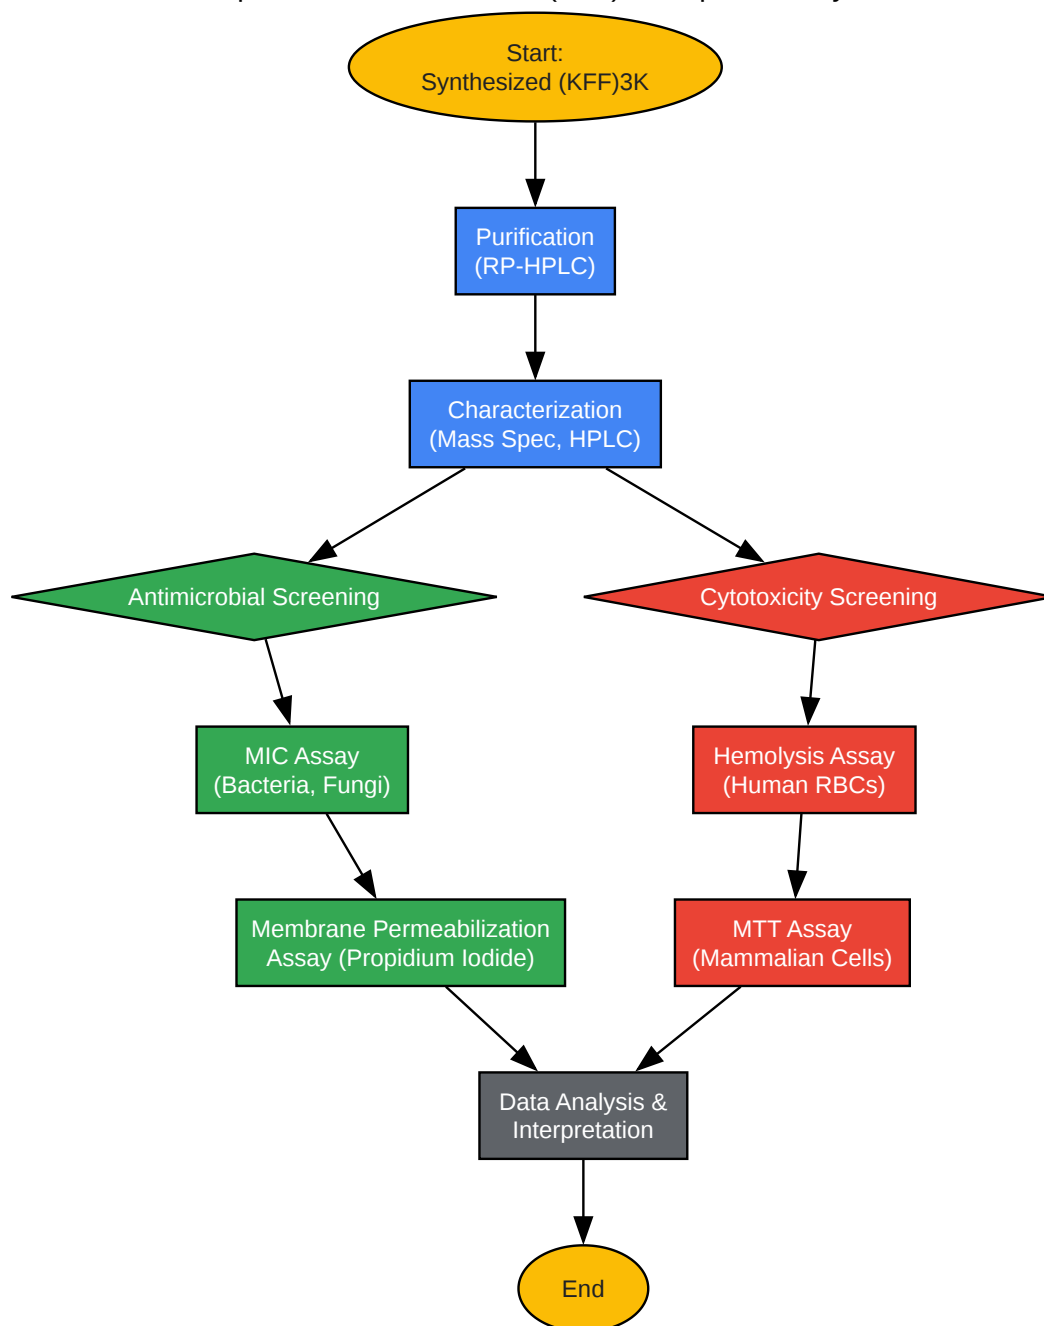 Start:
Synthesized (KFF)3K
Purification
(RP-HPLC)
Characterization
(Mass Spec, HPLC)
Antimicrobial Screening
Cytotoxicity Screening
MIC Assay
(Bacteria, Fungi)
Hemolysis Assay
(Human RBCs)
Membrane Permeabilization
Assay (Propidium Iodide)
MTT Assay
(Mammalian Cells)
Data Analysis &
Interpretation
End